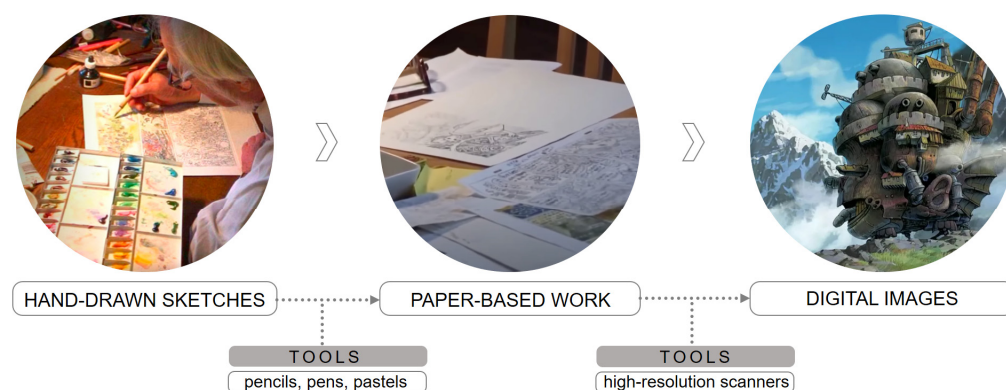 HAND-DRAWN SKETCHES
PAPER-BASED WORK
DIGITAL IMAGES
TOOLS
TOOLS
pencils, pens, pastels
high-resolution scanners